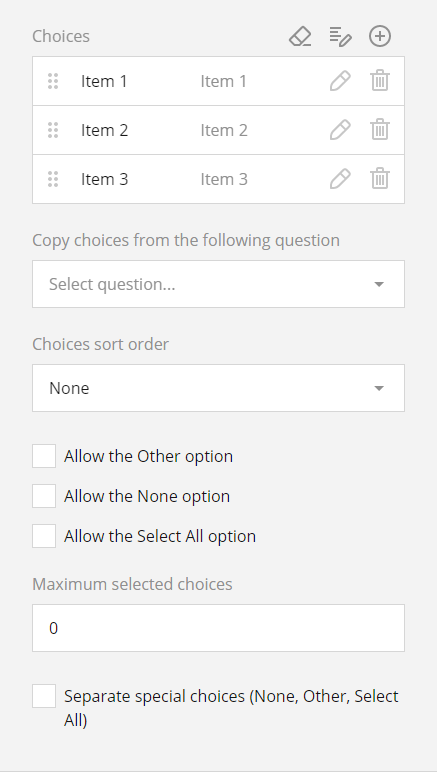 Choices
Item 1 Item 1
Item 2 Item 2
Item 3 Item 3
Copy choices from the following question
Select question...
Choices sort order
None
Allow the Other option
Allow the None option
Allow the Select All option
Maximum selected choices
0
Separate special choices (None, Other, Select
All)